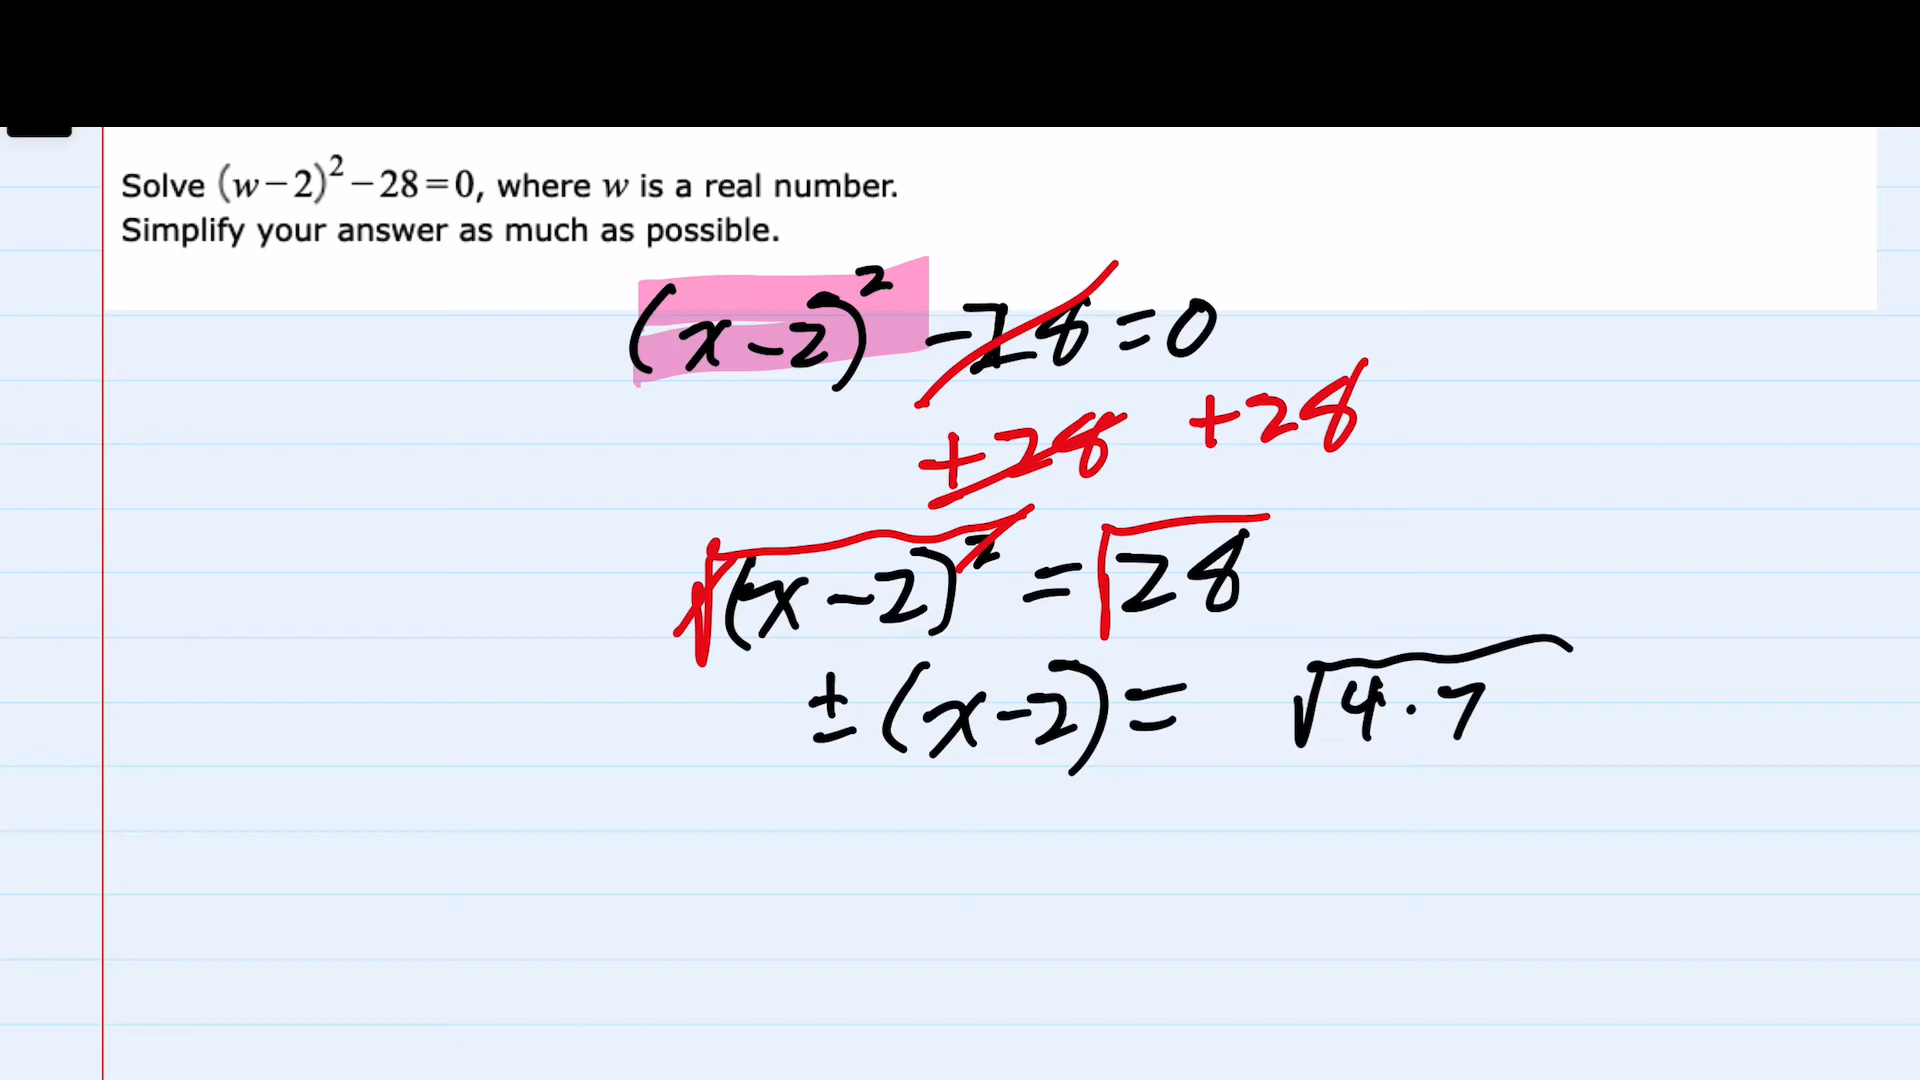 Solve (w−2)²−28=0, where w is a real number.
Simplify your answer as much as possible.
(x−2)² −28=0
+28 +28
√(x−2)² = √28
±(x−2)= √4·7